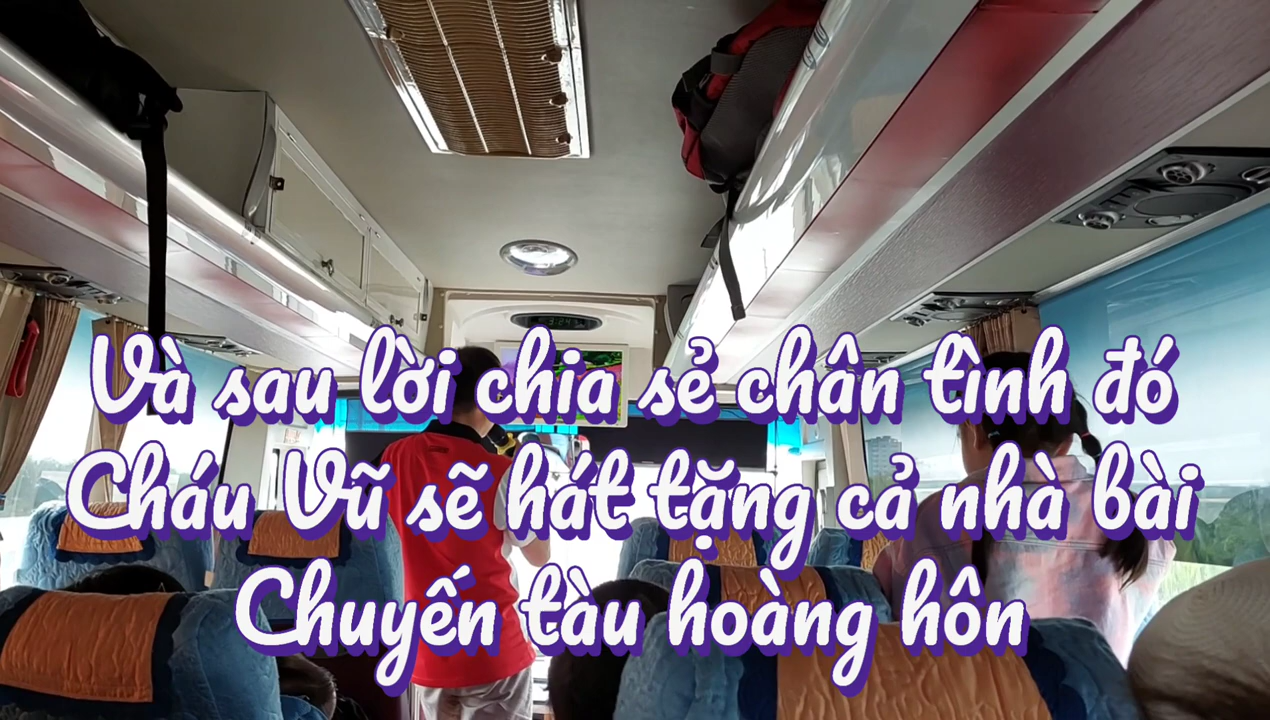 Và sau lời chia sẻ chân tình đó
Cháu Vũ sẽ hát tặng cả nhà bài
Chuyến tàu hoàng hôn